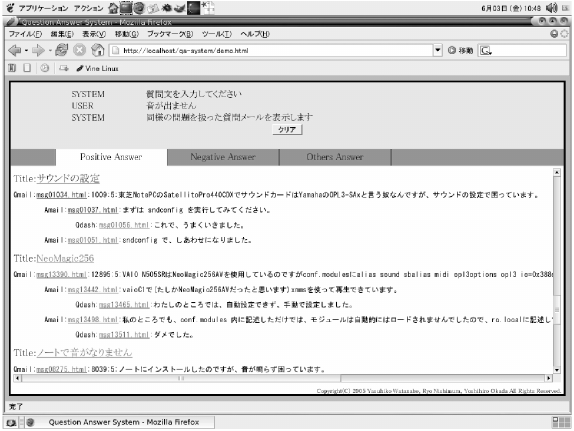 アプリケーション アクション
6月03日 (金) 10:48
Question Answer System - Mozilla Firefox
ファイル(F) 編集(E) 表示(V) 移動(G) ブックマーク(B) ツール(T) ヘルプ(H)
http://localhost/qa-system/demo.html
移動
Vine Linux
SYSTEM 質問文を入力してください
USER 音が出ません
SYSTEM 同様の問題を扱った質問メールを表示します
クリア
Positive Answer Negative Answer Others Answer
Title:サウンドの設定
Qmail:msg01034.html:1009:5:東芝NotePCのSatellitePro440CDXでサウンドカードはYamahaのOPL3-SAxと言う奴なんですが、サウンドの設定で困っています。
Amail:msg01037.html:まずは sndconfig を実行してみてください。
Qdash:msg01056.html:これで、うまくいきました。
Amail:msg01051.html:sndconfig で、しあわせになりました。
Title:NeoMagic256
Qmail:msg13390.html:12895:5:VAIO N505SRはNeoMagic256AVを使用しているのですがconf.modulesにalias sound sbalias midi opl3options opl3 io=0x388
Amail:msg13442.html:vaioC1で(たしかNeoMagic256AVだったと思います)xmmsを使って再生できています。
Qdash:msg13465.html:わたしのところでは、自動設定できず、手動で設定しました。
Amail:msg13498.html:私のところでも、conf.modules 内に記述しただけでは、モジュールは自動的にはロードされませんでしたので、rc.localに記述し
Qdash:msg13511.html:ダメでした。
Title:ノートで音がなりません
Qmail:msg08275.html:8039:5:ノートにインストールしたのですが、音が鳴らず困っています。
Copyright(C) 2005 Yasuhiko Watanabe, Ryo Nishimura, Yoshihiro Okada All Rights Reserved.
完了
Question Answer System - Mozilla Firefox